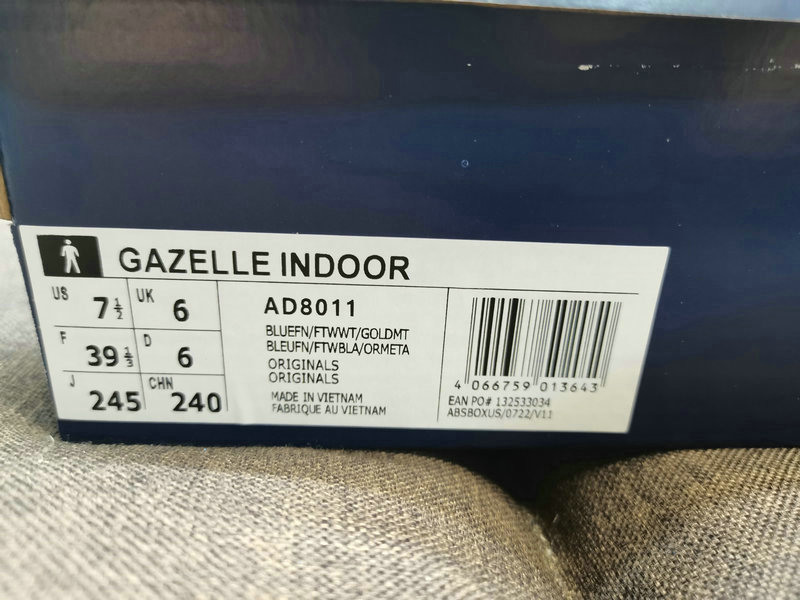 GAZELLE INDOOR
US 7½ UK 6
F 39⅓ D 6
J 245 CHN 240
AD8011
BLUEFN/FTWWT/GOLDMT
BLEUFN/FTWBLA/ORMETA
ORIGINALS
ORIGINALS
MADE IN VIETNAM
FABRIQUE AU VIETNAM
4 066759 013643
EAN PO# 132533034
ABSBOXUS/0722/V11